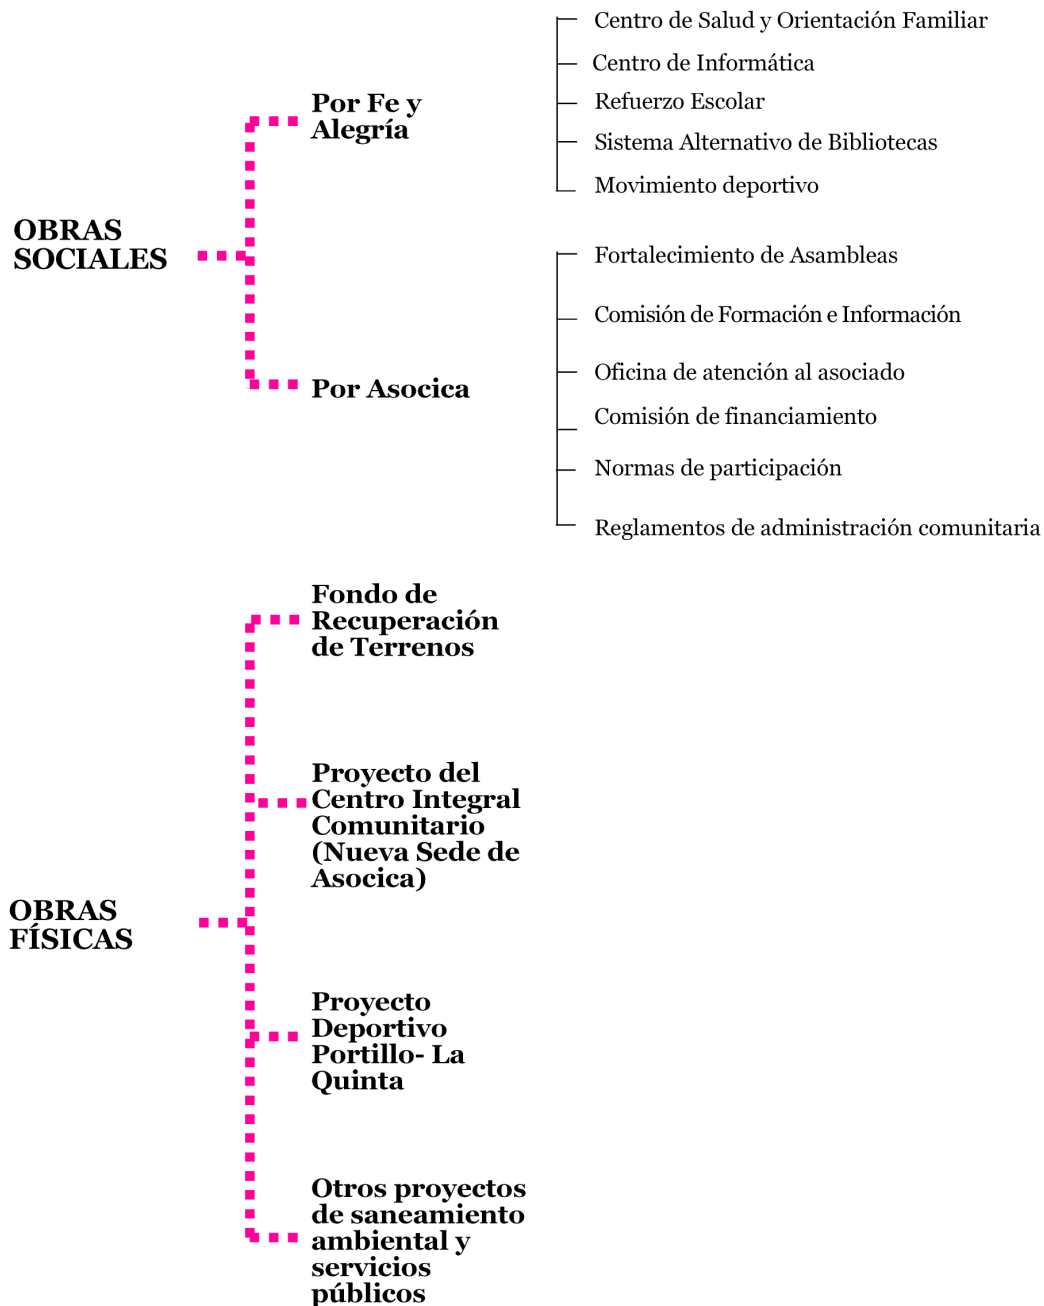 OBRAS
SOCIALES
Por Fe y
Alegría
Centro de Salud y Orientación Familiar
Centro de Informática
Refuerzo Escolar
Sistema Alternativo de Bibliotecas
Movimiento deportivo
Por Asocica
Fortalecimiento de Asambleas
Comisión de Formación e Información
Oficina de atención al asociado
Comisión de financiamiento
Normas de participación
Reglamentos de administración comunitaria
OBRAS
FÍSICAS
Fondo de
Recuperación
de Terrenos
Proyecto del
Centro Integral
Comunitario
(Nueva Sede de
Asocica)
Proyecto
Deportivo
Portillo- La
Quinta
Otros proyectos
de saneamiento
ambiental y
servicios
públicos